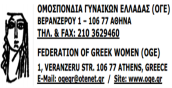 ΟΜΟΣΠΟΝΔΙΑ ΓΥΝΑΙΚΩΝ ΕΛΛΑΔΑΣ (ΟΓΕ)
ΒΕΡΑΝΖΕΡΟΥ 1 – 106 77 ΑΘΗΝΑ
ΤΗΛ. & FAX: 210 3629460
FEDERATION OF GREEK WOMEN (OGE)
1, VERANZERU STR. 106 77 ATHENS, GREECE
E-Mail: ogegr@otenet.gr / Site: www.oge.gr